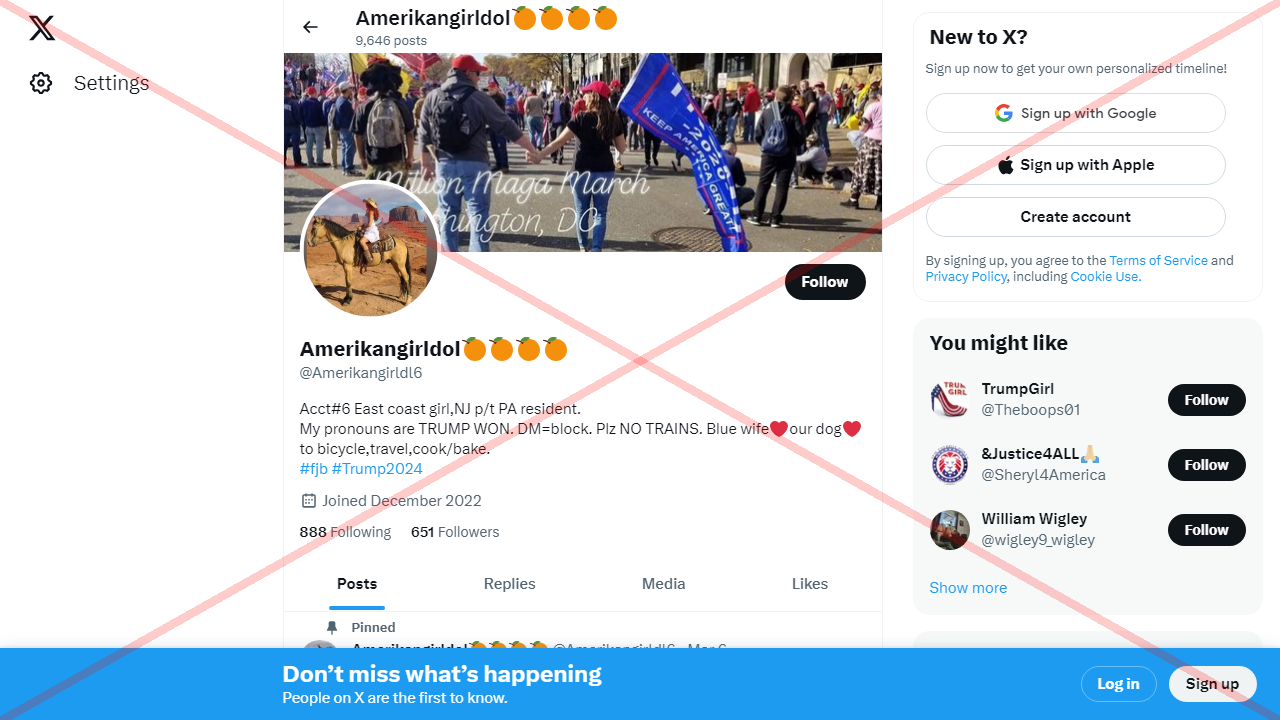 Settings
Amerikangirldol🍊🍊🍊🍊
9,646 posts
KEEP AMERICA GREAT!
2020
Million Maga March
Washington, DC
Follow
Amerikangirldol🍊🍊🍊🍊
@Amerikangirldl6
Acct#6 East coast girl,NJ p/t PA resident.
My pronouns are TRUMP WON. DM=block. Plz NO TRAINS. Blue wife❤️our dog❤️
to bicycle,travel,cook/bake.
#fjb #Trump2024
Joined December 2022
888 Following 651 Followers
Posts Replies Media Likes
Pinned
Amerikangirldol🍊🍊🍊🍊 @Amerikangirldl6 · Mar 6
New to X?
Sign up now to get your own personalized timeline!
Sign up with Google
Sign up with Apple
Create account
By signing up, you agree to the Terms of Service and
Privacy Policy, including Cookie Use.
You might like
TrumpGirl
@Theboops01
Follow
&Justice4ALL🙏🏼
@Sheryl4America
Follow
William Wigley
@wigley9_wigley
Follow
Show more
Don’t miss what’s happening
People on X are the first to know.
Log in
Sign up